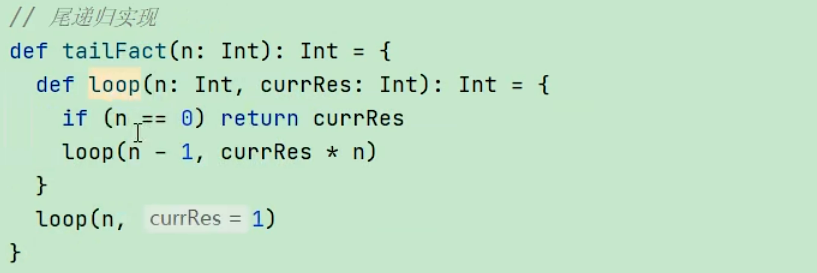 // 尾递归实现
def tailFact(n: Int): Int = {
  def loop(n: Int, currRes: Int): Int = {
    if (n == 0) return currRes
    loop(n - 1, currRes * n)
  }
  loop(n, currRes = 1)
}